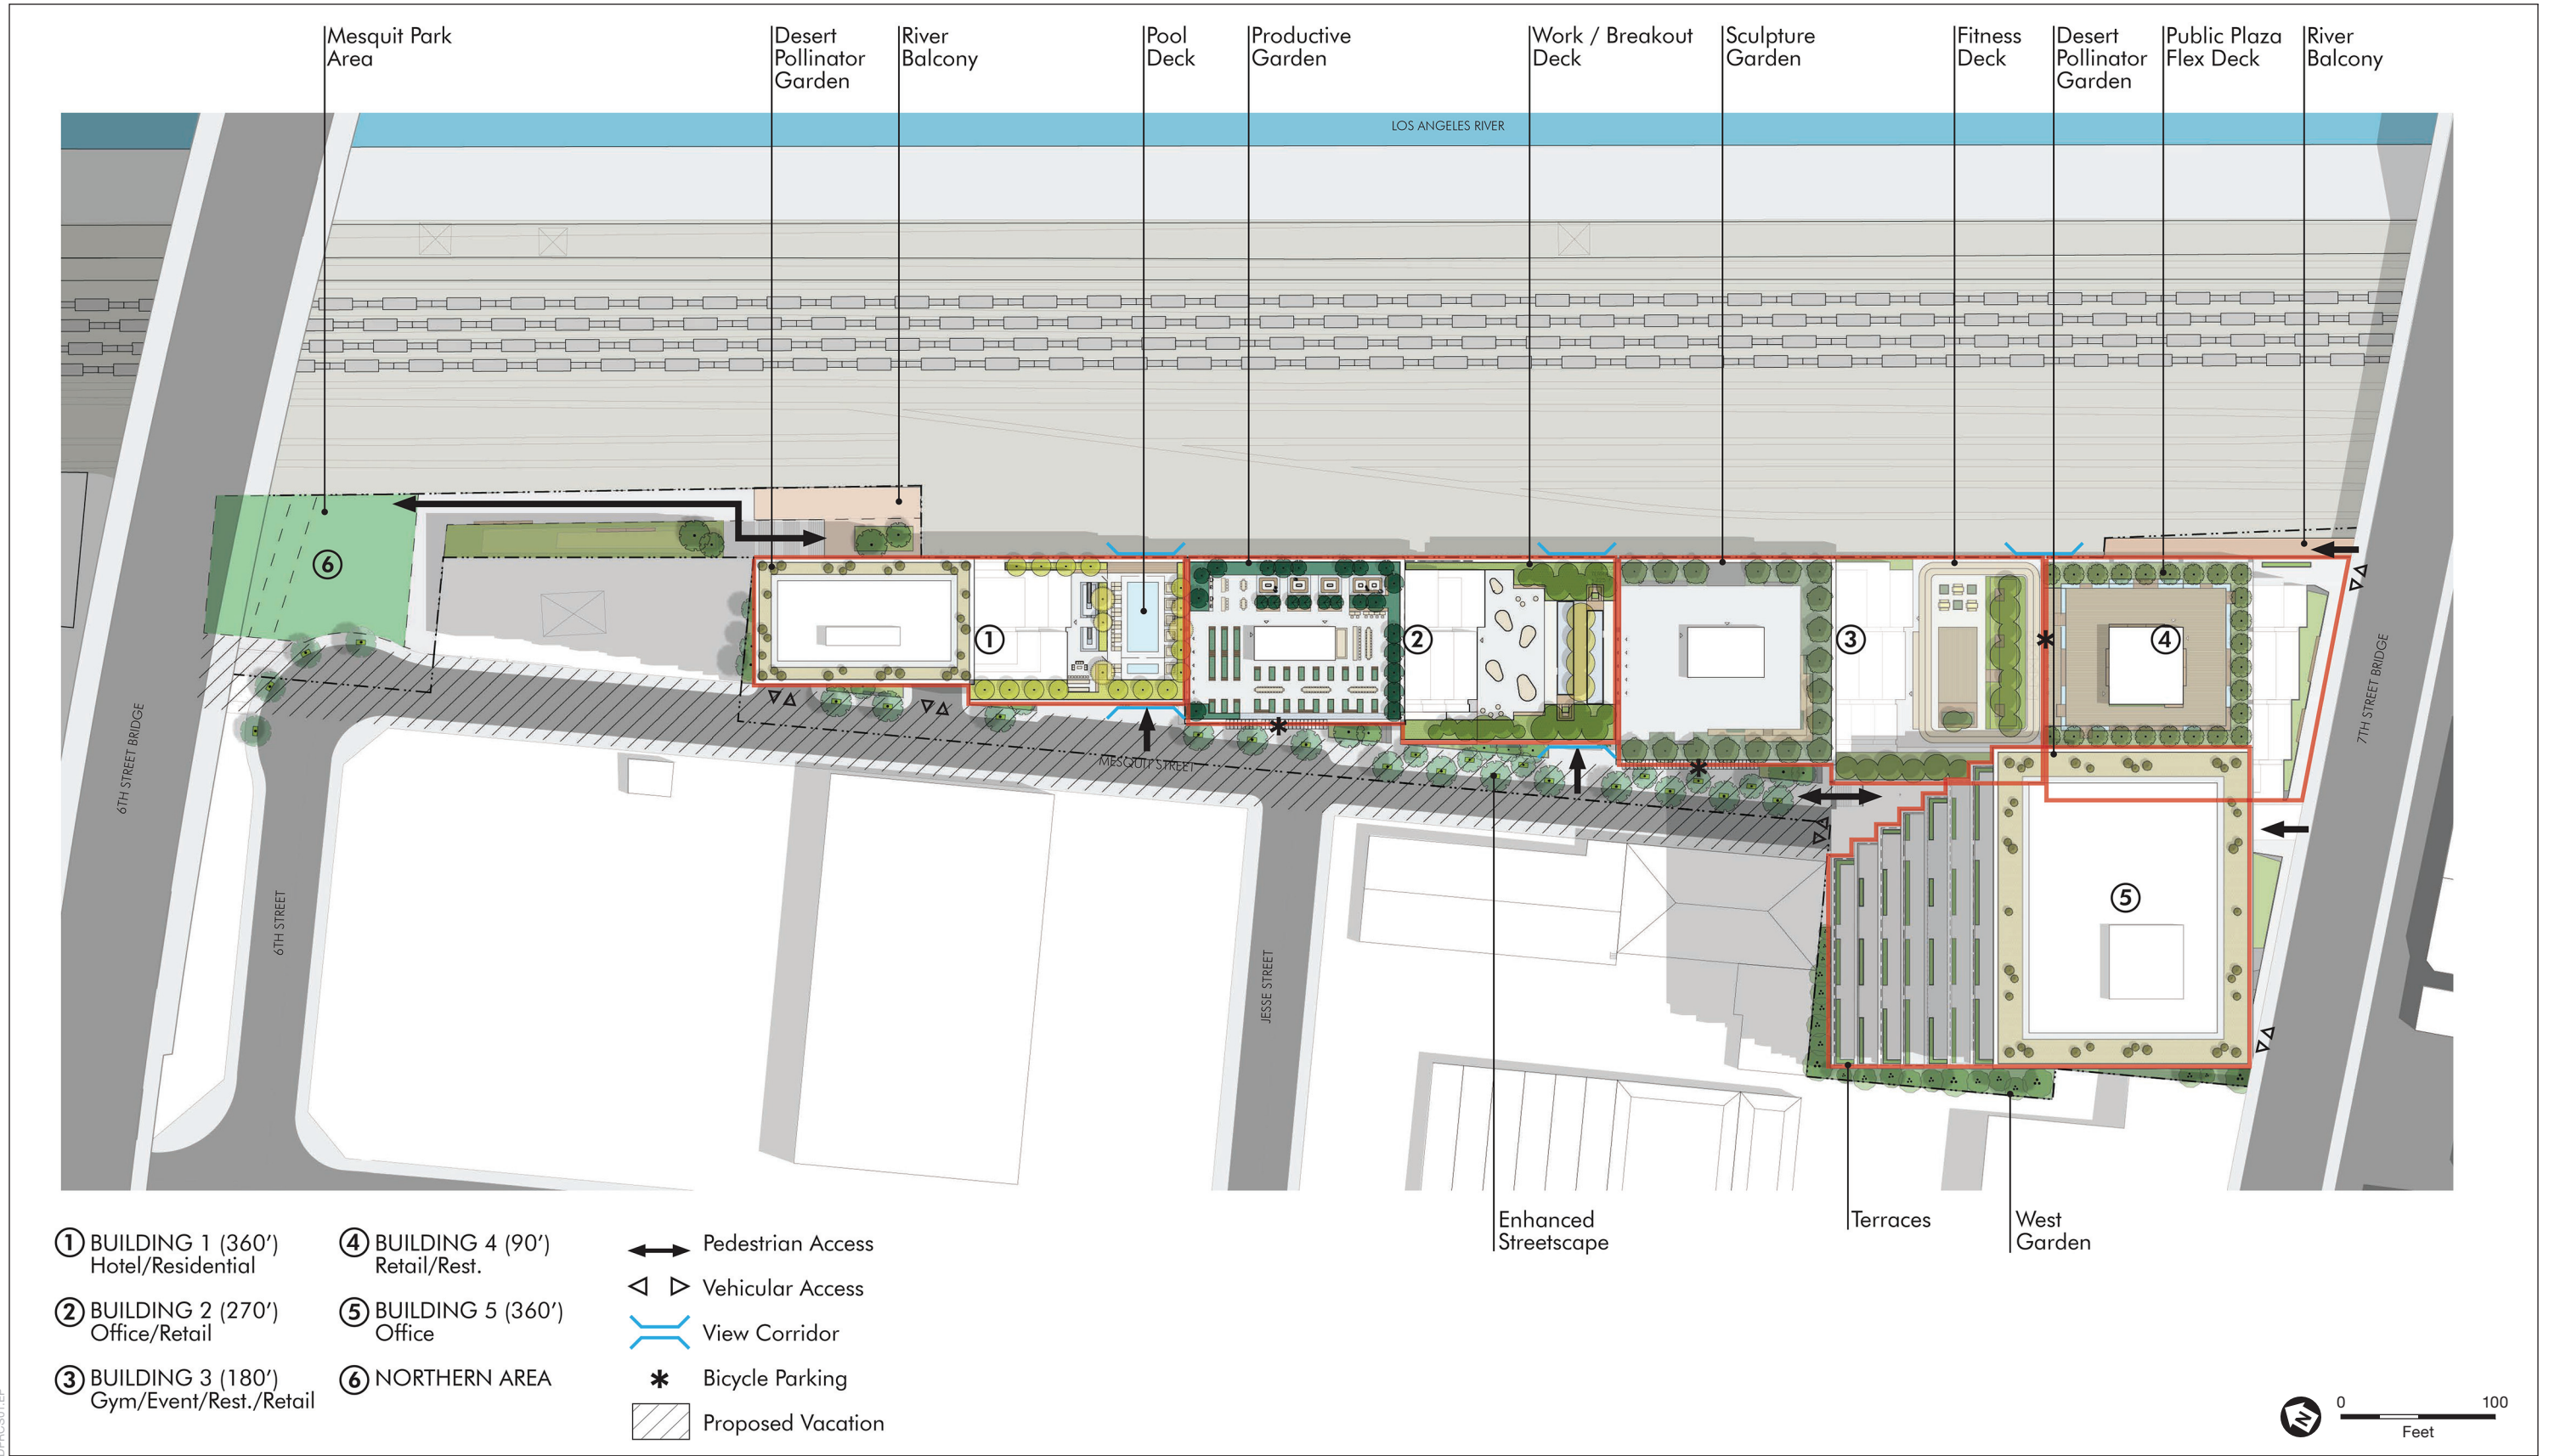 Mesquit Park
Area
Desert
Pollinator
Garden
River
Balcony
Pool
Deck
Productive
Garden
Work / Breakout
Deck
Sculpture
Garden
Fitness
Deck
Desert
Pollinator
Garden
Public Plaza
Flex Deck
River
Balcony
LOS ANGELES RIVER
6
1
2
3
4
5
6TH STREET BRIDGE
6TH STREET
MESQUIT STREET
JESSE STREET
7TH STREET BRIDGE
Enhanced
Streetscape
Terraces
West
Garden
1 BUILDING 1 (360')
Hotel/Residential
2 BUILDING 2 (270')
Office/Retail
3 BUILDING 3 (180')
Gym/Event/Rest./Retail
4 BUILDING 4 (90')
Retail/Rest.
5 BUILDING 5 (360')
Office
6 NORTHERN AREA
Pedestrian Access
Vehicular Access
View Corridor
* Bicycle Parking
Proposed Vacation
N
0 100
Feet